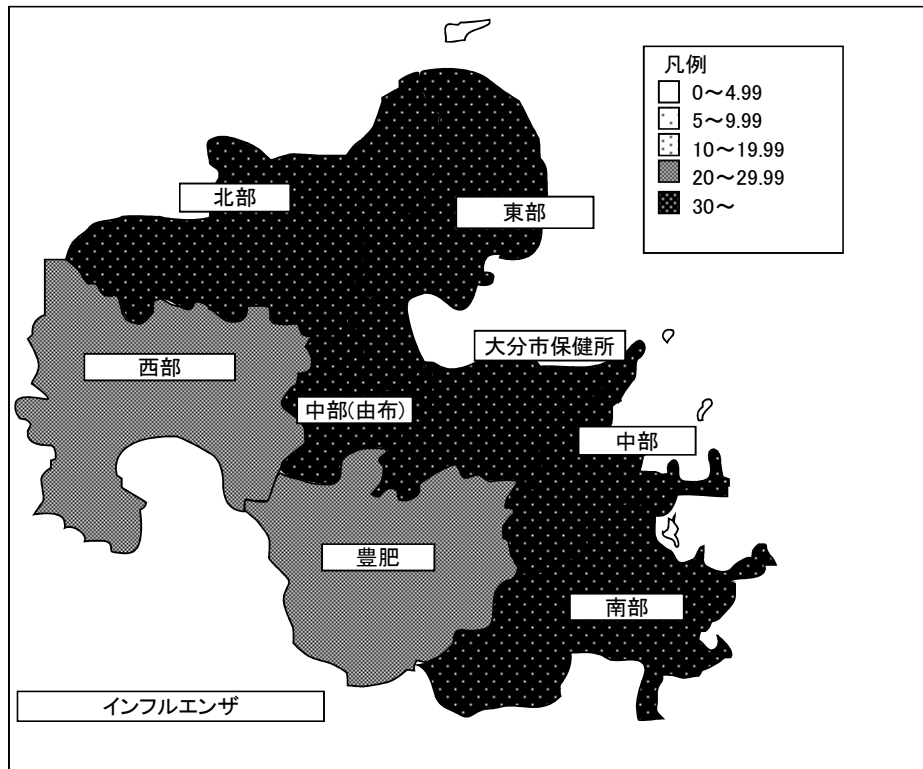 凡例
0～4.99
5～9.99
10～19.99
20～29.99
30～
北部
東部
大分市保健所
西部
中部(由布)
中部
豊肥
南部
インフルエンザ